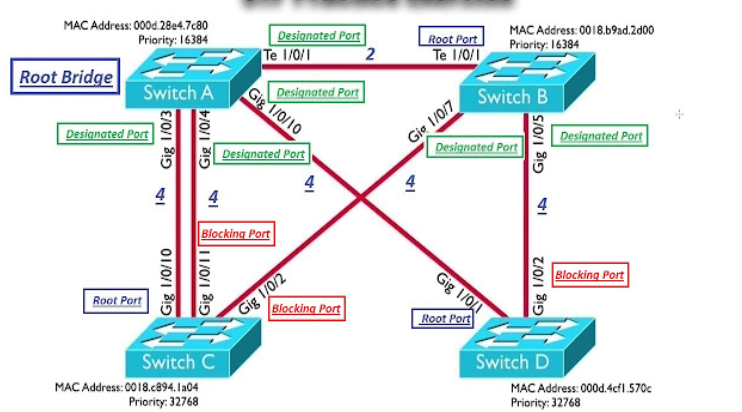 MAC Address: 000d.28e4.7c80
Priority: 16384
Designated Port
Te 1/0/1
2
Root Port
Te 1/0/1
MAC Address: 0018.b9ad.2d00
Priority: 16384
Root Bridge
Switch A
Designated Port
Gig 1/0/10
Switch B
Gig 1/0/7
Designated Port
Gig 1/0/3
Gig 1/0/4
Designated Port
Designated Port
Gig 1/0/5
Designated Port
4
4
4
4
4
Blocking Port
Root Port
Gig 1/0/10
Gig 1/0/11
Gig 1/0/2
Blocking Port
Gig 1/0/1
Root Port
Gig 1/0/2
Blocking Port
Switch C
Switch D
MAC Address: 0018.c894.1a04
Priority: 32768
MAC Address: 000d.4cf1.570c
Priority: 32768